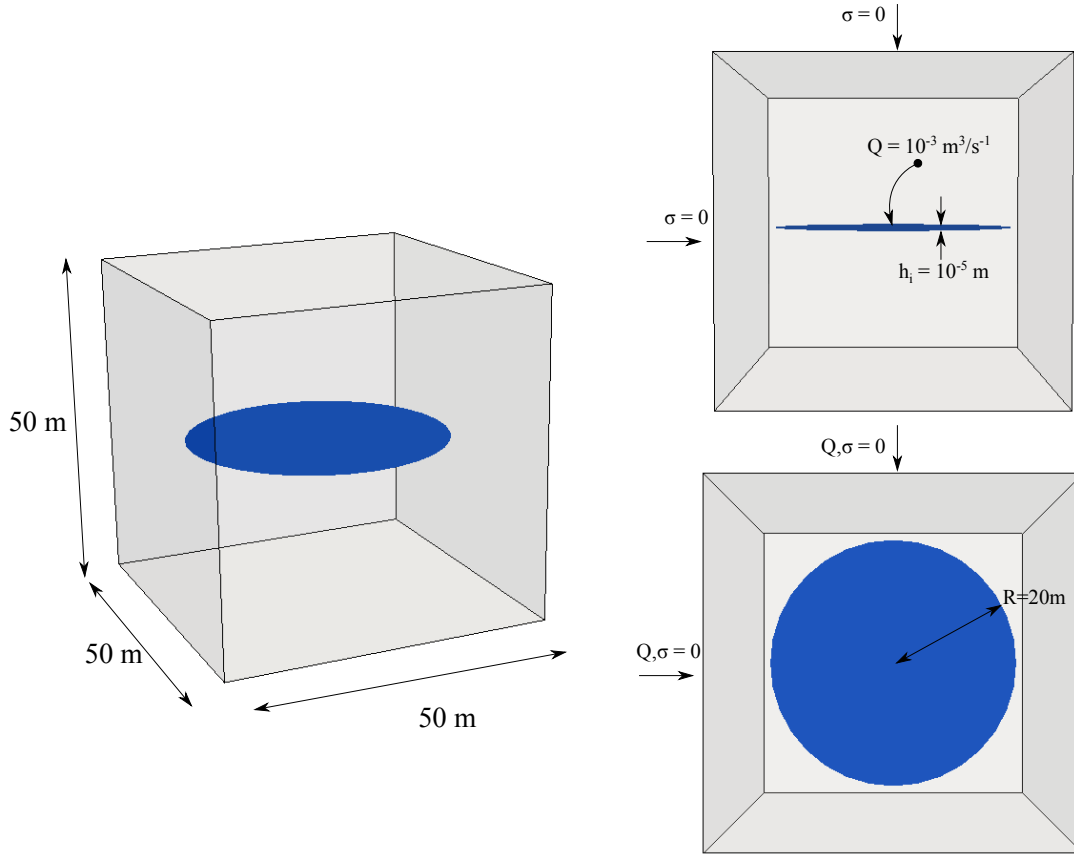 50 m
50 m
50 m
σ = 0
Q = 10⁻³ m³/s⁻¹
σ = 0
hᵢ = 10⁻⁵ m
Q,σ = 0
R=20m
Q,σ = 0